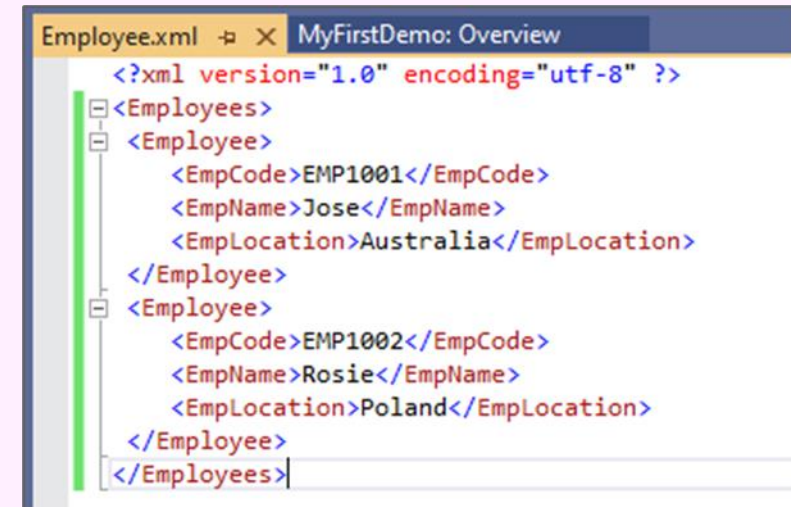 Employee.xml MyFirstDemo: Overview
<?xml version="1.0" encoding="utf-8" ?>
<Employees>
<Employee>
<EmpCode>EMP1001</EmpCode>
<EmpName>Jose</EmpName>
<EmpLocation>Australia</EmpLocation>
</Employee>
<Employee>
<EmpCode>EMP1002</EmpCode>
<EmpName>Rosie</EmpName>
<EmpLocation>Poland</EmpLocation>
</Employee>
</Employees>